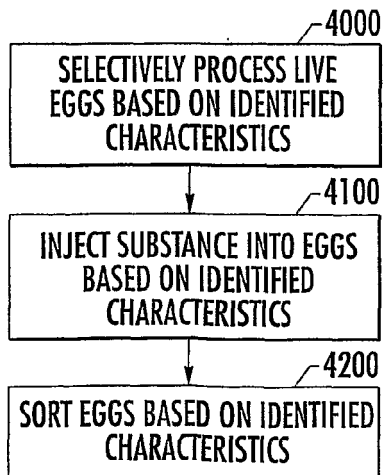 4000
SELECTIVELY PROCESS LIVE
EGGS BASED ON IDENTIFIED
CHARACTERISTICS
4100
INJECT SUBSTANCE INTO EGGS
BASED ON IDENTIFIED
CHARACTERISTICS
4200
SORT EGGS BASED ON IDENTIFIED
CHARACTERISTICS